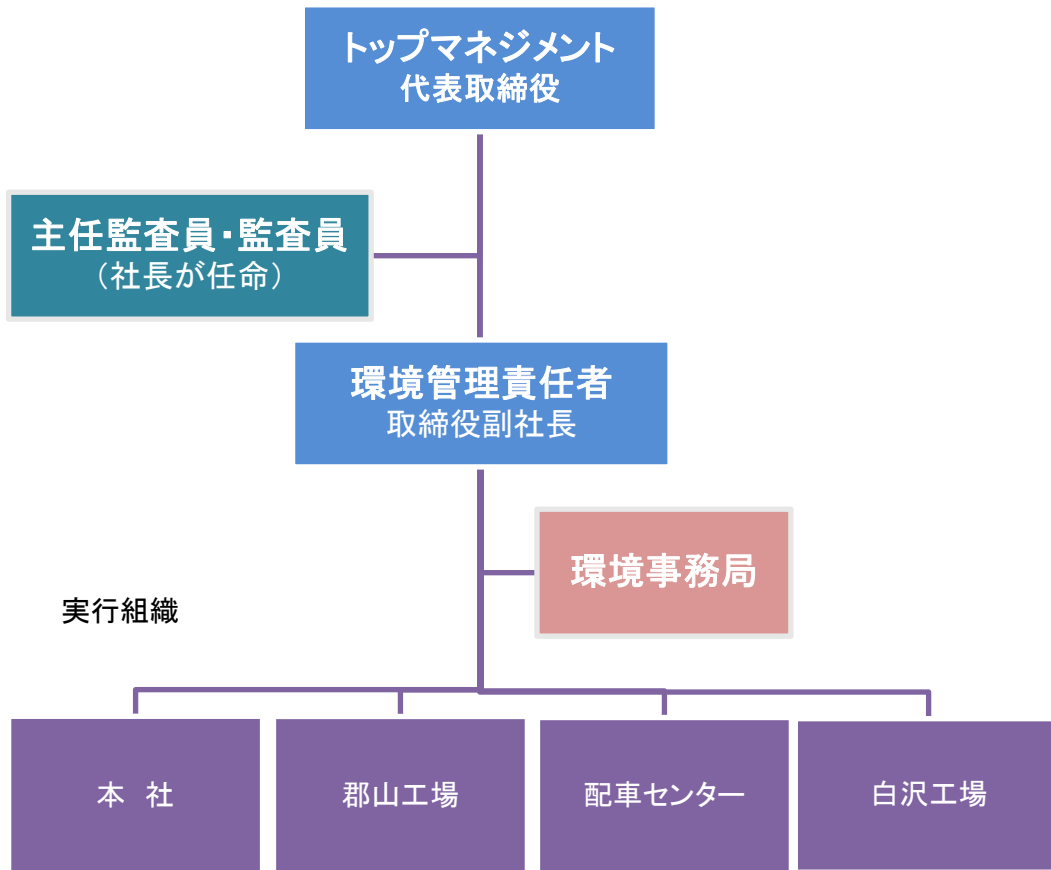 トップマネジメント
代表取締役
主任監査員・監査員
（社長が任命）
環境管理責任者
取締役副社長
環境事務局
実行組織
本　社
郡山工場
配車センター
白沢工場